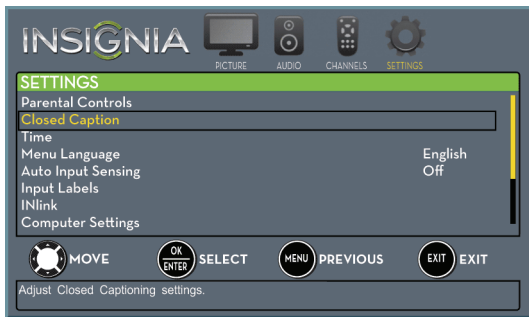 INSIGNIA
PICTURE AUDIO CHANNELS SETTINGS
SETTINGS
Parental Controls
Closed Caption
Time
Menu Language English
Auto Input Sensing Off
Input Labels
INlink
Computer Settings
MOVE OK ENTER SELECT MENU PREVIOUS EXIT EXIT
Adjust Closed Captioning settings.